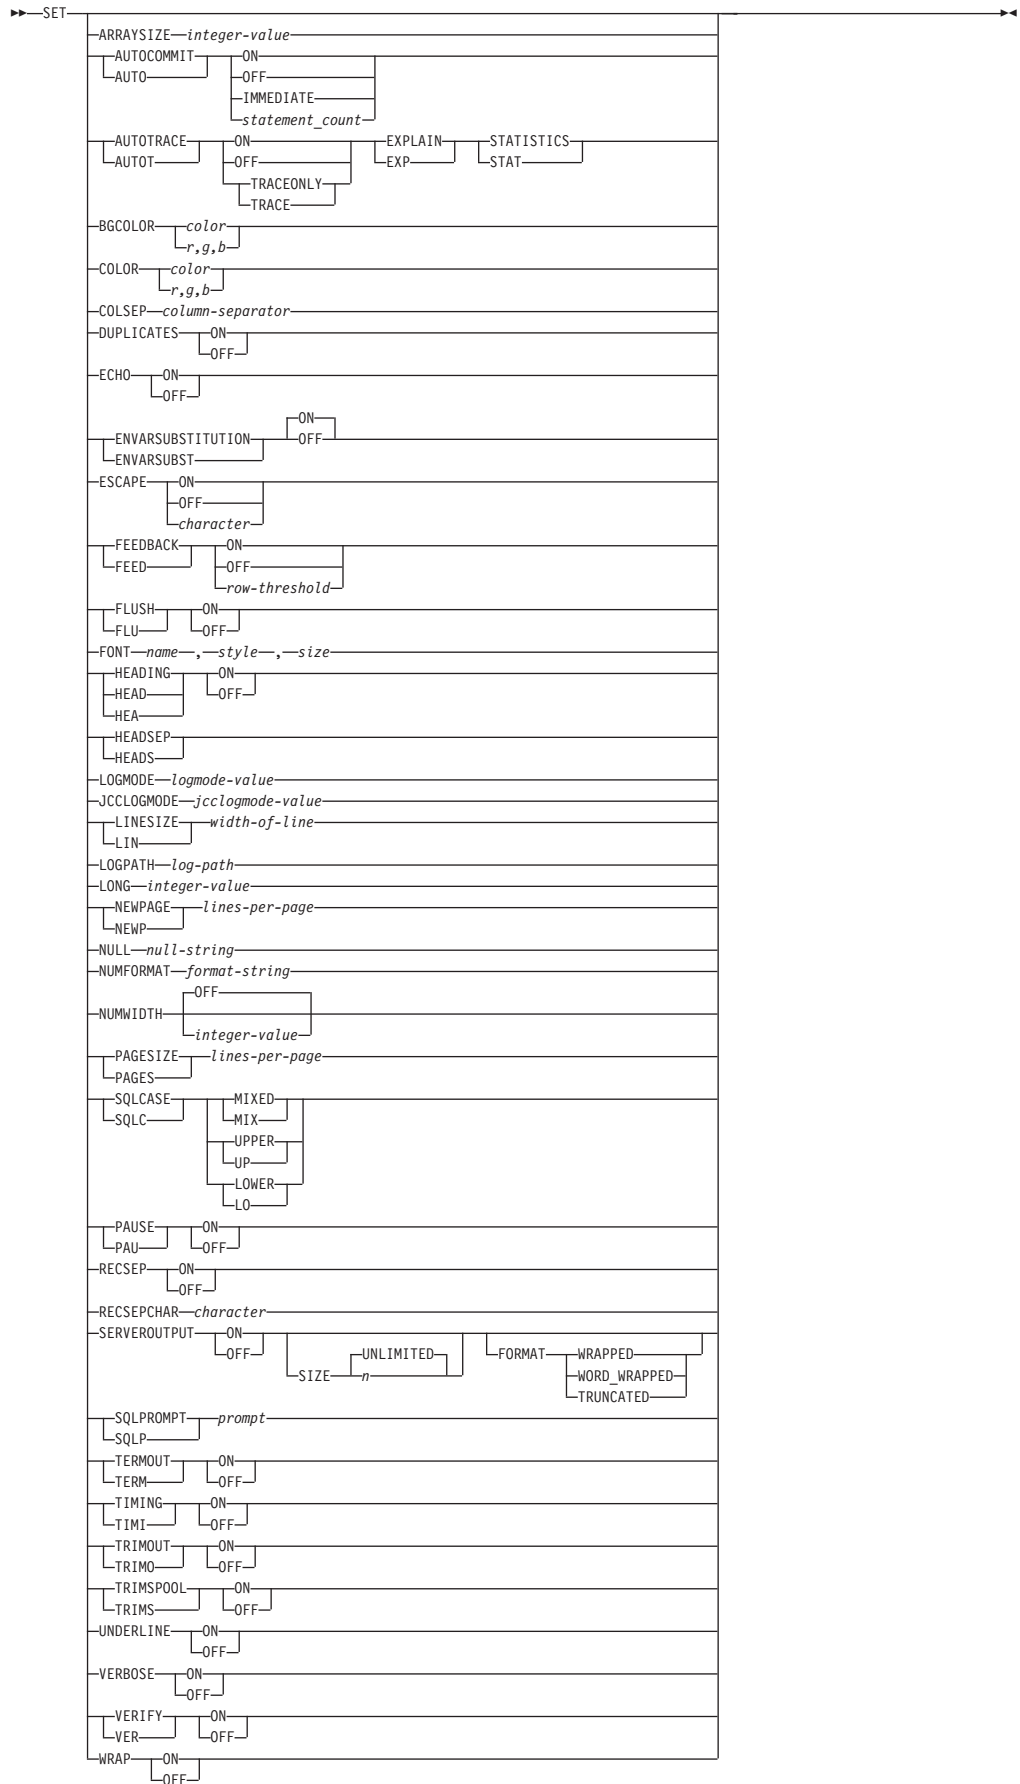 SET
ARRAYSIZE integer-value
AUTOCOMMIT ON
AUTO OFF
IMMEDIATE
statement_count
AUTOTRACE ON EXPLAIN STATISTICS
AUTOT OFF EXP STAT
TRACEONLY
TRACE
BGCOLOR color
r,g,b
COLOR color
r,g,b
COLSEP column-separator
DUPLICATES ON
OFF
ECHO ON
OFF
ON
ENVARSUBSTITUTION OFF
ENVARSUBST
ESCAPE ON
OFF
character
FEEDBACK ON
FEED OFF
row-threshold
FLUSH ON
FLU OFF
FONT name , style , size
HEADING ON
HEAD OFF
HEA
HEADSEP
HEADS
LOGMODE logmode-value
JCCLOGMODE jcclogmode-value
LINESIZE width-of-line
LIN
LOGPATH log-path
LONG integer-value
NEWPAGE lines-per-page
NEWP
NULL null-string
NUMFORMAT format-string
OFF
NUMWIDTH
integer-value
PAGESIZE lines-per-page
PAGES
SQLCASE MIXED
SQLC MIX
UPPER
UP
LOWER
LO
PAUSE ON
PAU OFF
RECSEP ON
OFF
RECSEPCHAR character
SERVEROUTPUT ON
OFF UNLIMITED FORMAT WRAPPED
SIZE n WORD_WRAPPED
TRUNCATED
SQLPROMPT prompt
SQLP
TERMOUT ON
TERM OFF
TIMING ON
TIMI OFF
TRIMOUT ON
TRIMO OFF
TRIMSPOOL ON
TRIMS OFF
UNDERLINE ON
OFF
VERBOSE ON
OFF
VERIFY ON
VER OFF
WRAP ON
OFF